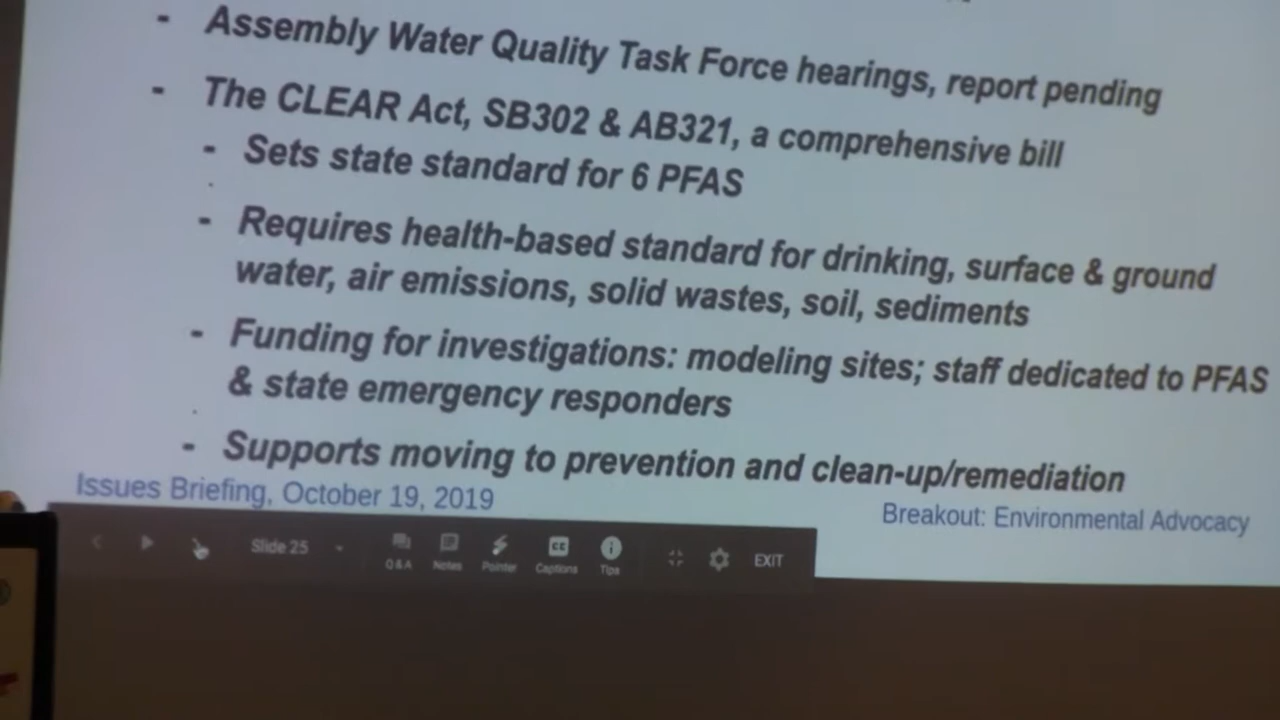 - Assembly Water Quality Task Force hearings, report pending
- The CLEAR Act, SB302 & AB321, a comprehensive bill
- Sets state standard for 6 PFAS
- Requires health-based standard for drinking, surface & ground
water, air emissions, solid wastes, soil, sediments
- Funding for investigations: modeling sites; staff dedicated to PFAS
& state emergency responders
- Supports moving to prevention and clean-up/remediation
Issues Briefing, October 19, 2019
Breakout: Environmental Advocacy
Slide 25
Q&A Notes Pointer Captions Tips
CC
EXIT